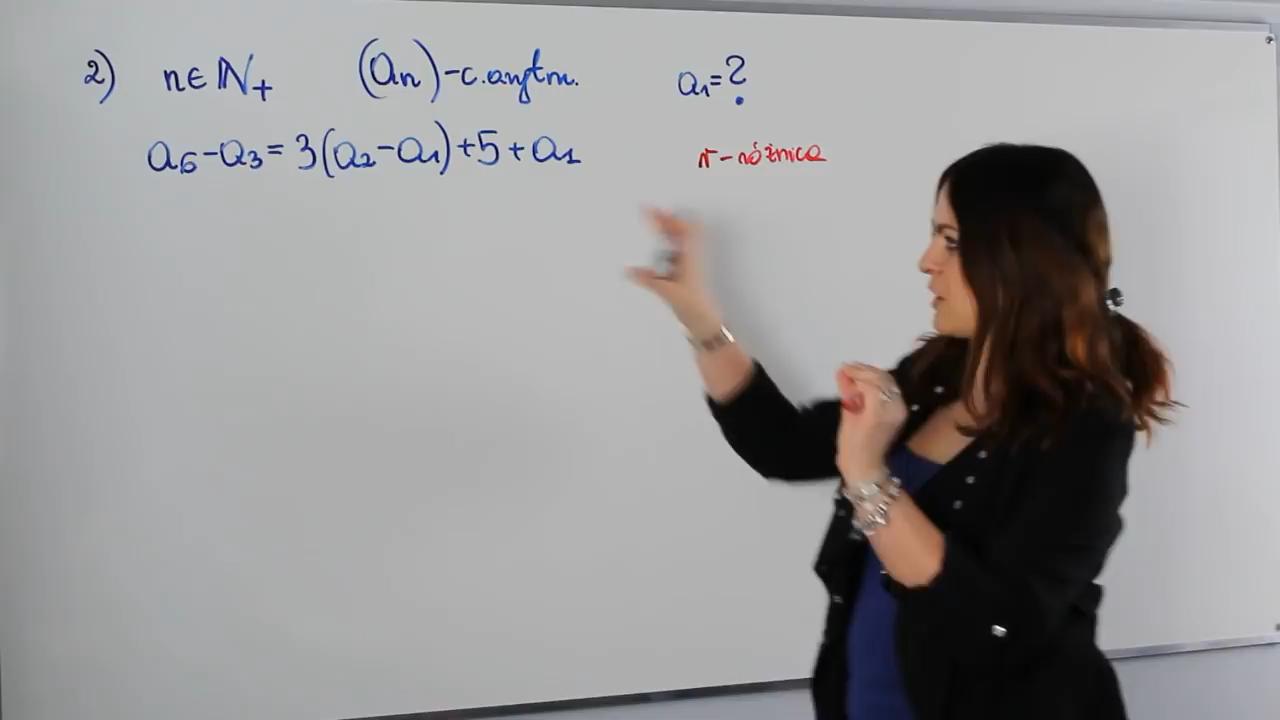 2) n∈ℕ₊ (aₙ)-c.arytm. a₁=?
a₆-a₃=3(a₂-a₁)+5+a₁ r-różnica